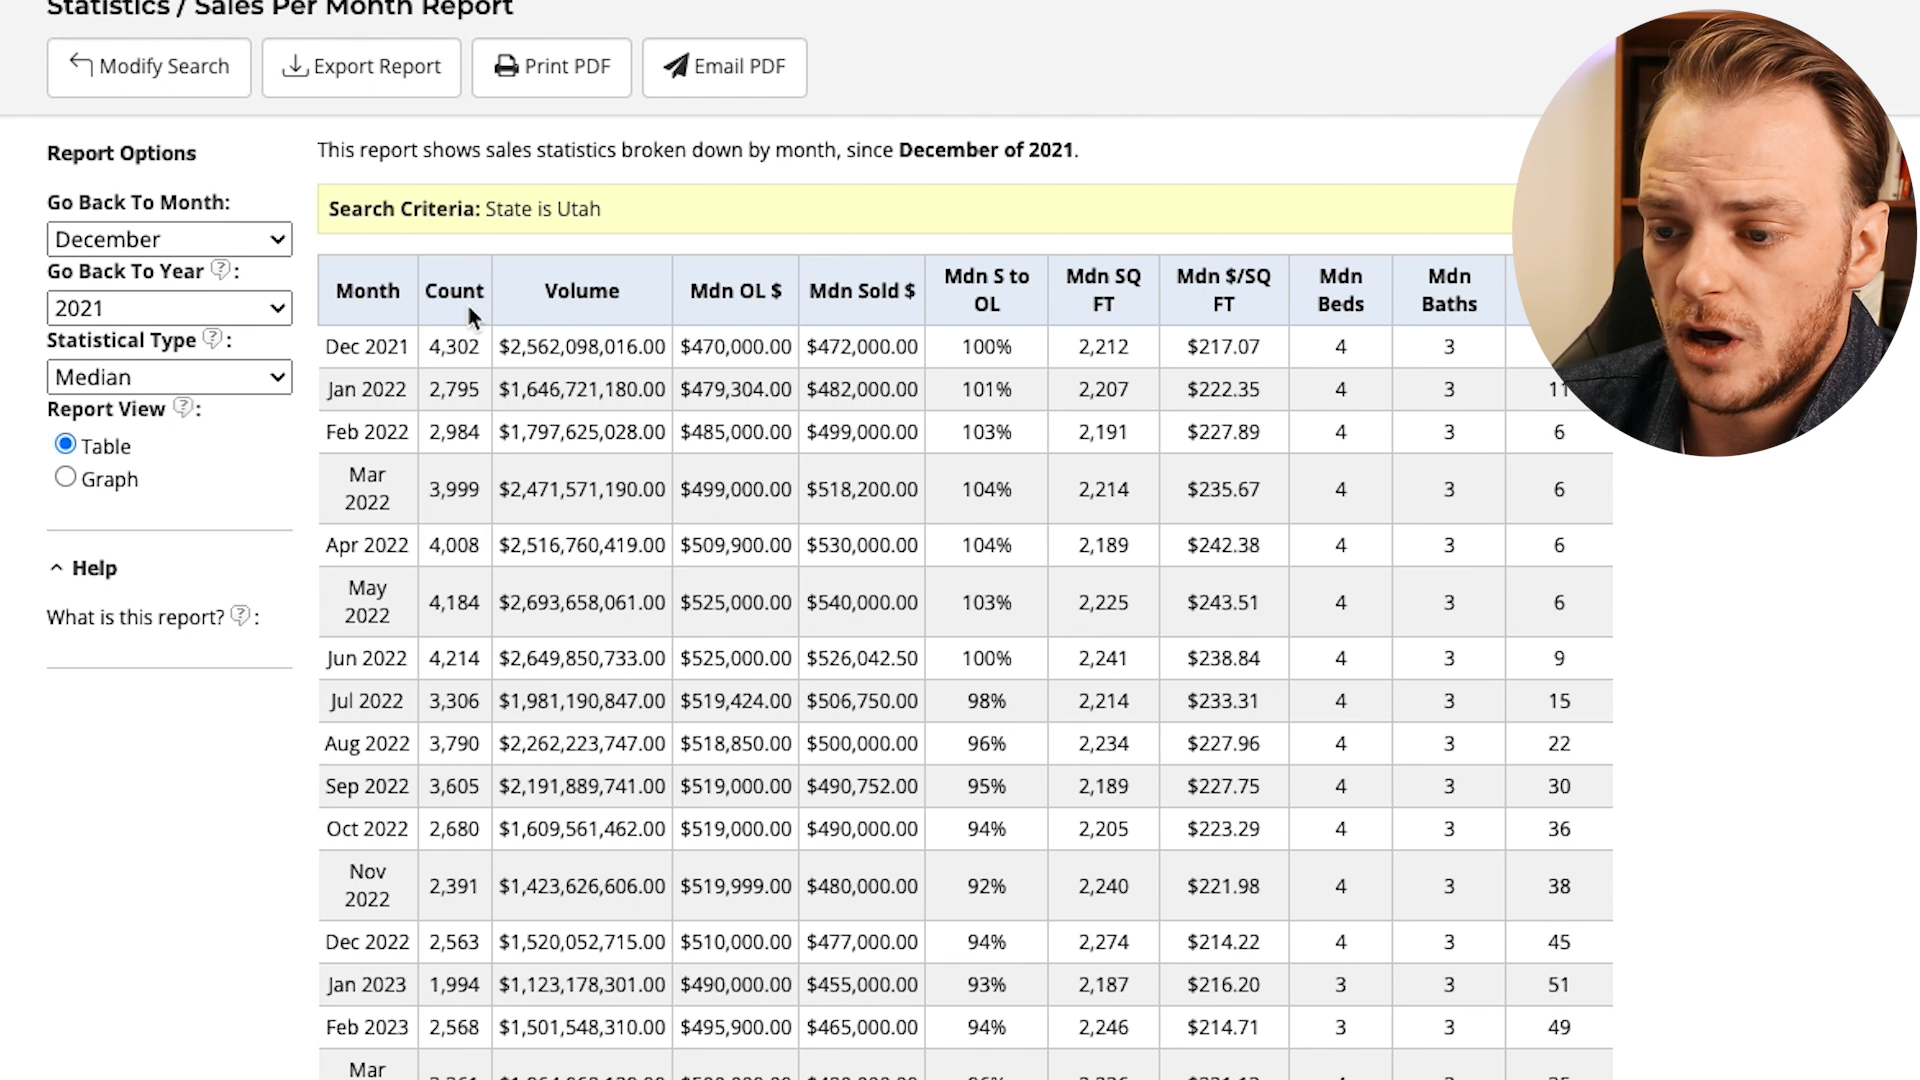 Statistics / Sales Per Month Report
Modify Search Export Report Print PDF Email PDF
Report Options
Go Back To Month:
December
Go Back To Year ? :
2021
Statistical Type ? :
Median
Report View ? :
Table
Graph
Help
What is this report? ? :
This report shows sales statistics broken down by month, since December of 2021.
Search Criteria: State is Utah
Month Count Volume Mdn OL $ Mdn Sold $ Mdn S to OL Mdn SQ FT Mdn $/SQ FT Mdn Beds Mdn Baths
Dec 2021 4,302 $2,562,098,016.00 $470,000.00 $472,000.00 100% 2,212 $217.07 4 3
Jan 2022 2,795 $1,646,721,180.00 $479,304.00 $482,000.00 101% 2,207 $222.35 4 3 11
Feb 2022 2,984 $1,797,625,028.00 $485,000.00 $499,000.00 103% 2,191 $227.89 4 3 6
Mar 2022 3,999 $2,471,571,190.00 $499,000.00 $518,200.00 104% 2,214 $235.67 4 3 6
Apr 2022 4,008 $2,516,760,419.00 $509,900.00 $530,000.00 104% 2,189 $242.38 4 3 6
May 2022 4,184 $2,693,658,061.00 $525,000.00 $540,000.00 103% 2,225 $243.51 4 3 6
Jun 2022 4,214 $2,649,850,733.00 $525,000.00 $526,042.50 100% 2,241 $238.84 4 3 9
Jul 2022 3,306 $1,981,190,847.00 $519,424.00 $506,750.00 98% 2,214 $233.31 4 3 15
Aug 2022 3,790 $2,262,223,747.00 $518,850.00 $500,000.00 96% 2,234 $227.96 4 3 22
Sep 2022 3,605 $2,191,889,741.00 $519,000.00 $490,752.00 95% 2,189 $227.75 4 3 30
Oct 2022 2,680 $1,609,561,462.00 $519,000.00 $490,000.00 94% 2,205 $223.29 4 3 36
Nov 2022 2,391 $1,423,626,606.00 $519,999.00 $480,000.00 92% 2,240 $221.98 4 3 38
Dec 2022 2,563 $1,520,052,715.00 $510,000.00 $477,000.00 94% 2,274 $214.22 4 3 45
Jan 2023 1,994 $1,123,178,301.00 $490,000.00 $455,000.00 93% 2,187 $216.20 3 3 51
Feb 2023 2,568 $1,501,548,310.00 $495,900.00 $465,000.00 94% 2,246 $214.71 3 3 49
Mar